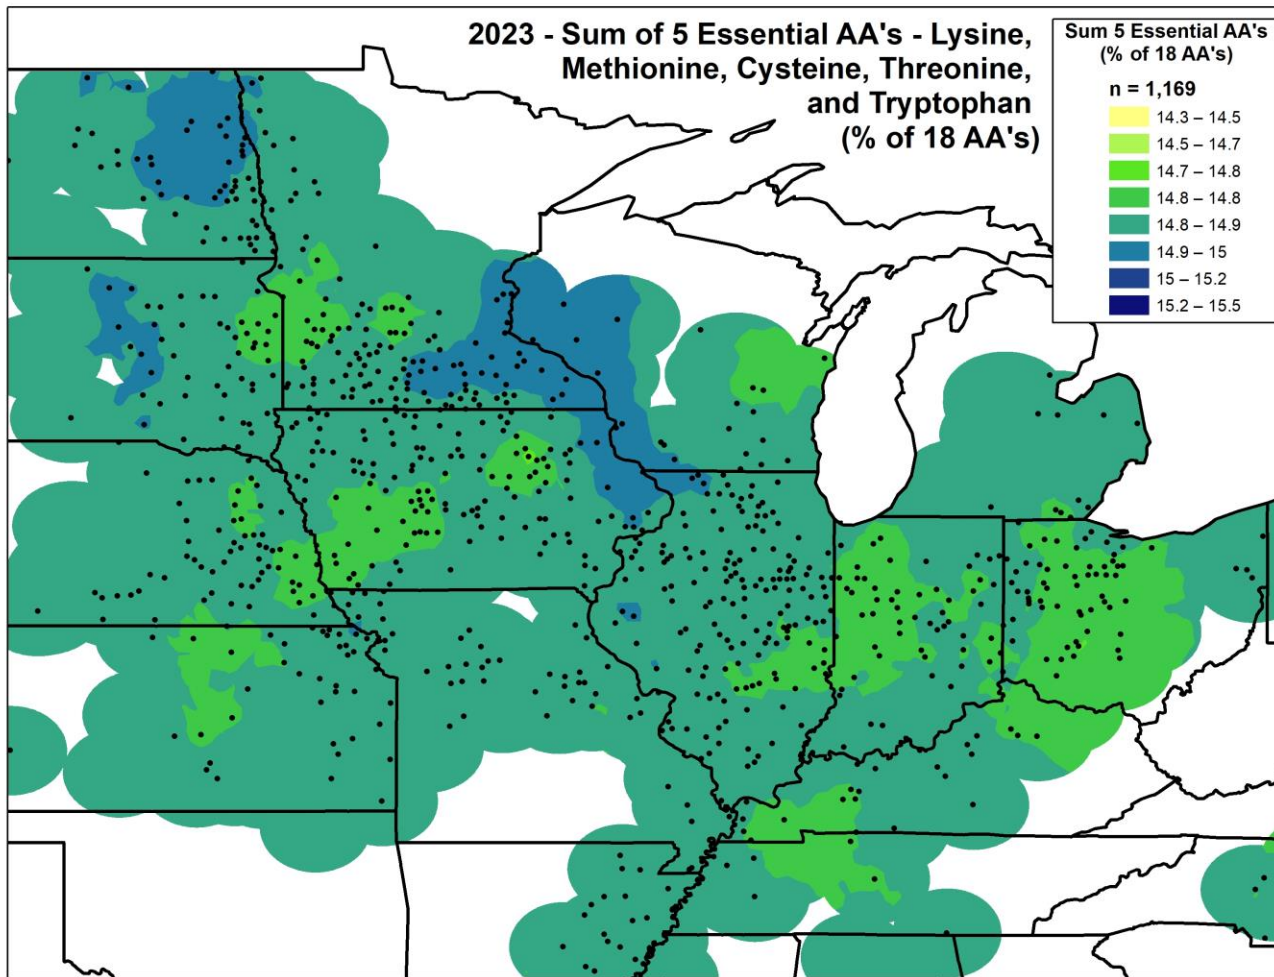 2023 - Sum of 5 Essential AA's - Lysine,
Methionine, Cysteine, Threonine,
and Tryptophan
(% of 18 AA's)
Sum 5 Essential AA's
(% of 18 AA's)
n = 1,169
14.3 – 14.5
14.5 – 14.7
14.7 – 14.8
14.8 – 14.8
14.8 – 14.9
14.9 – 15
15 – 15.2
15.2 – 15.5